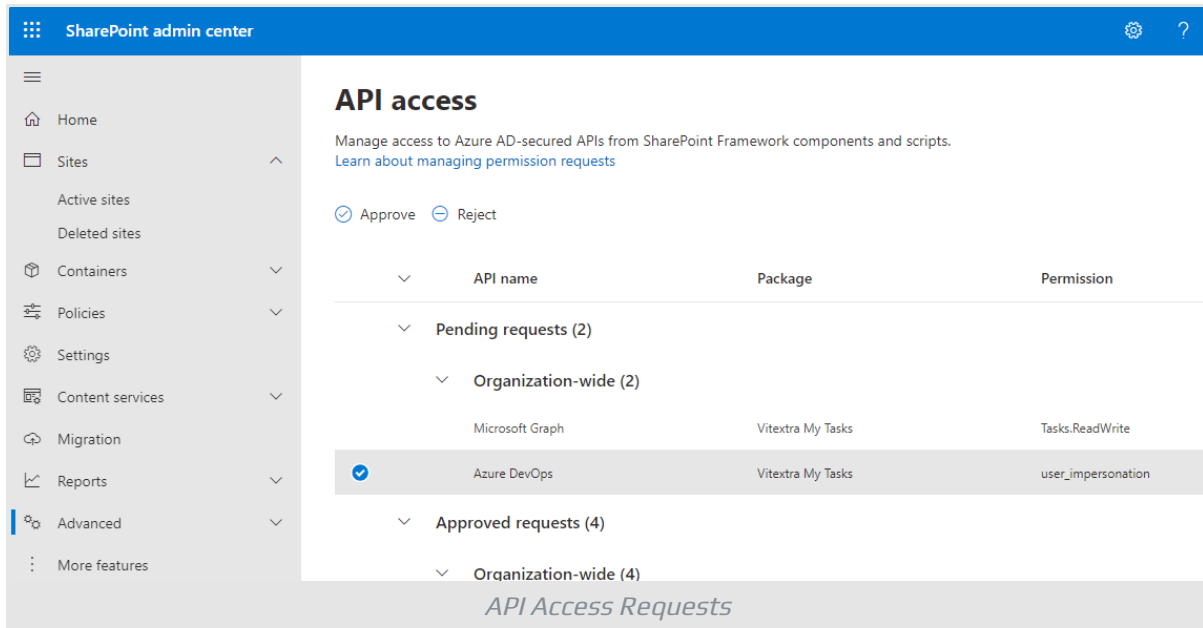 SharePoint admin center
?
Home
Sites
Active sites
Deleted sites
Containers
Policies
Settings
Content services
Migration
Reports
Advanced
More features
API access
Manage access to Azure AD-secured APIs from SharePoint Framework components and scripts.
Learn about managing permission requests
Approve Reject
API name Package Permission
Pending requests (2)
Organization-wide (2)
Microsoft Graph Vitextra My Tasks Tasks.ReadWrite
Azure DevOps Vitextra My Tasks user_impersonation
Approved requests (4)
Organization-wide (4)
API Access Requests